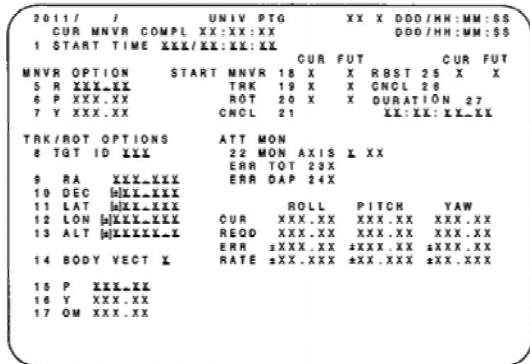 2011/ / UNIV PTG XX X DDD/HH:MM:SS
CUR MNVR COMPL XX:XX:XX DDD/HH:MM:SS
1 START TIME XXX/XX:XX:XX
CUR FUT CUR FUT
MNVR OPTION START MNVR 18 X X RBST 25 X X
5 R XXX.XX TRK 19 X X CNCL 26
6 P XXX.XX ROT 20 X X DURATION 27
7 Y XXX.XX CNCL 21 XX:XX:XX.XX
TRK/ROT OPTIONS ATT MON
8 TGT ID XXX 22 MON AXIS X XX
ERR TOT 23X
9 RA XXX.XXX ERR DAP 24X
10 DEC [±]XX.XXX
11 LAT [±]XX.XXX ROLL PITCH YAW
12 LON [±]XXX.XXX CUR XXX.XX XXX.XX XXX.XX
13 ALT [±]XXXXXX.X REQD XXX.XX XXX.XX XXX.XX
ERR ±XXX.XX ±XXX.XX ±XXX.XX
14 BODY VECT X RATE ±XX.XXX ±XX.XXX ±XX.XXX
15 P XXX.XX
16 Y XXX.XX
17 OM XXX.XX